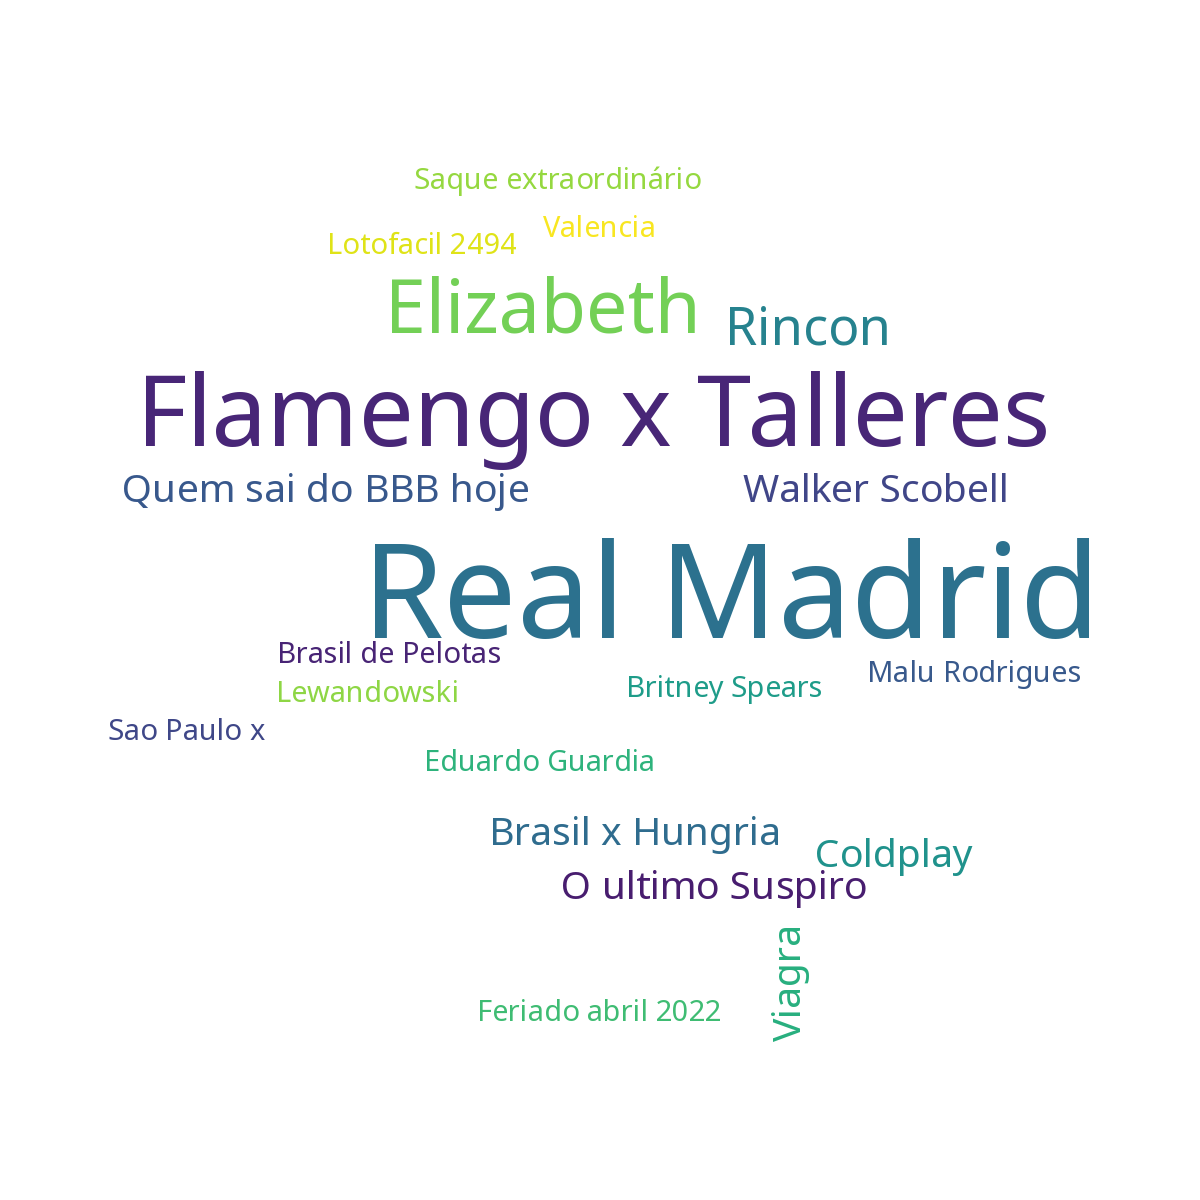 Saque extraordinário
Valencia
Lotofacil 2494
Elizabeth
Rincon
Flamengo x Talleres
Quem sai do BBB hoje
Walker Scobell
Real Madrid
Brasil de Pelotas
Malu Rodrigues
Lewandowski
Britney Spears
Sao Paulo x
Eduardo Guardia
Brasil x Hungria
Coldplay
O ultimo Suspiro
Viagra
Feriado abril 2022